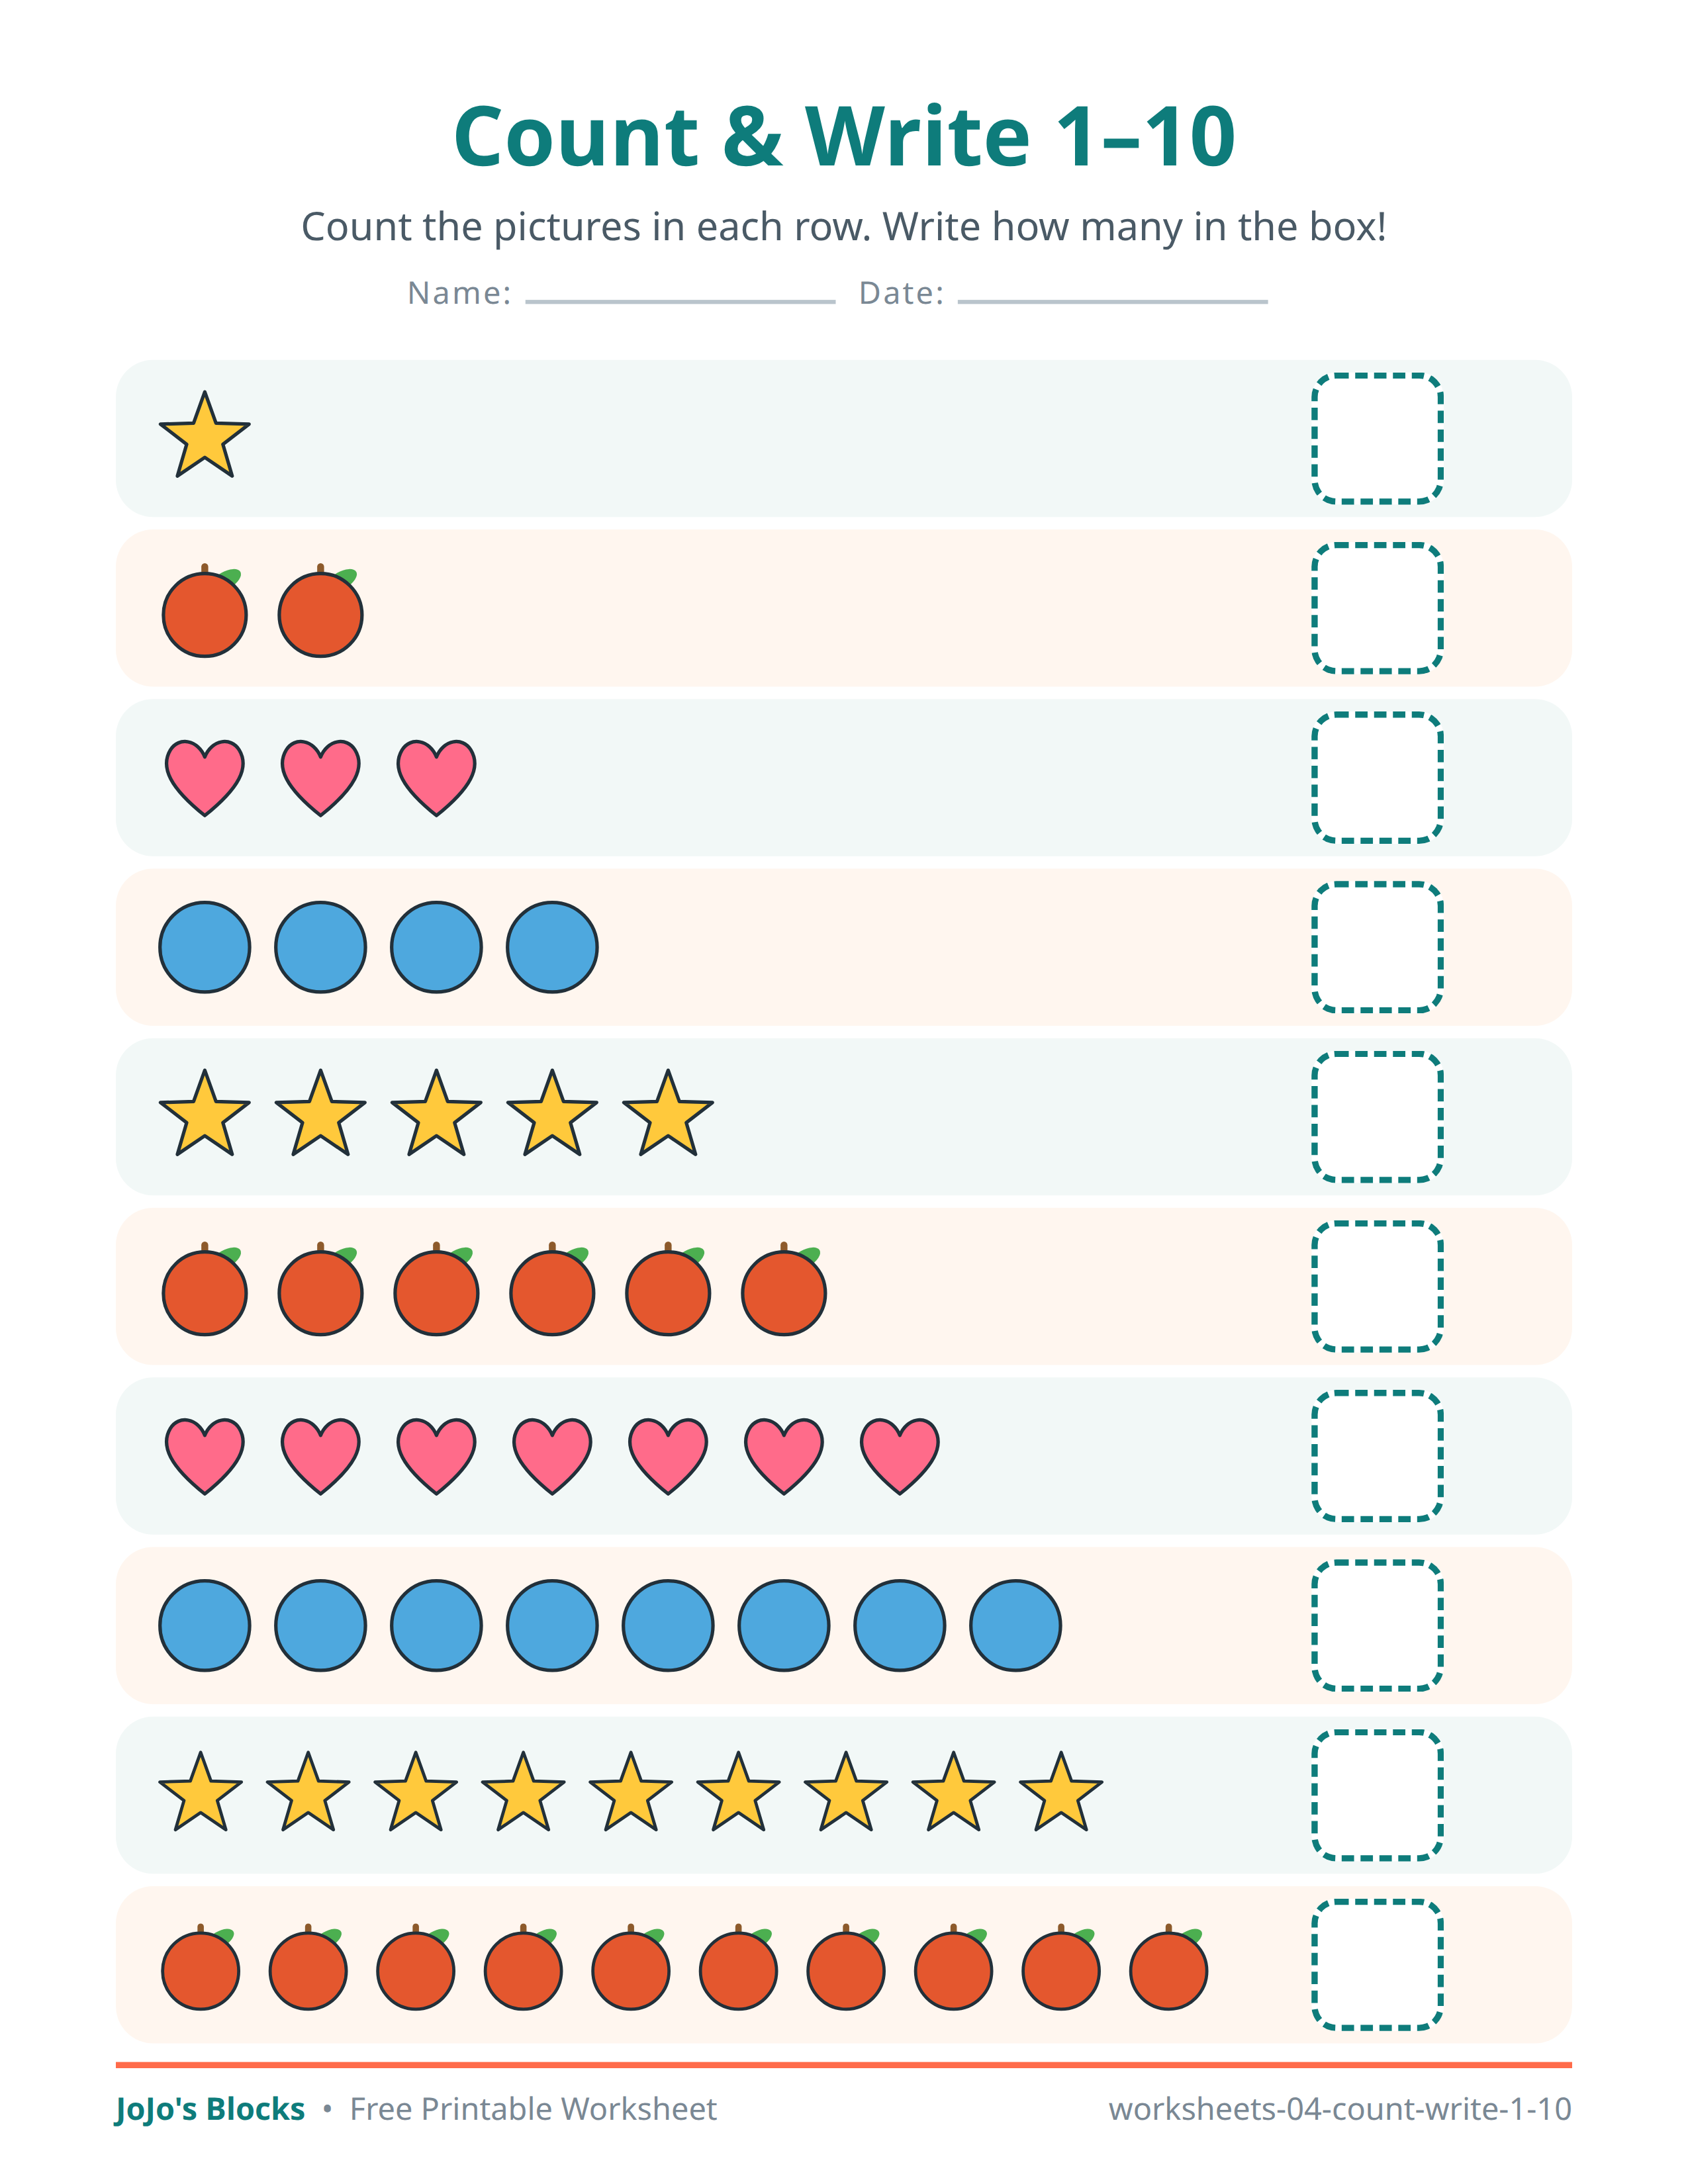 Count & Write 1–10
Count the pictures in each row. Write how many in the box!
Name: Date:
JoJo's Blocks • Free Printable Worksheet worksheets-04-count-write-1-10